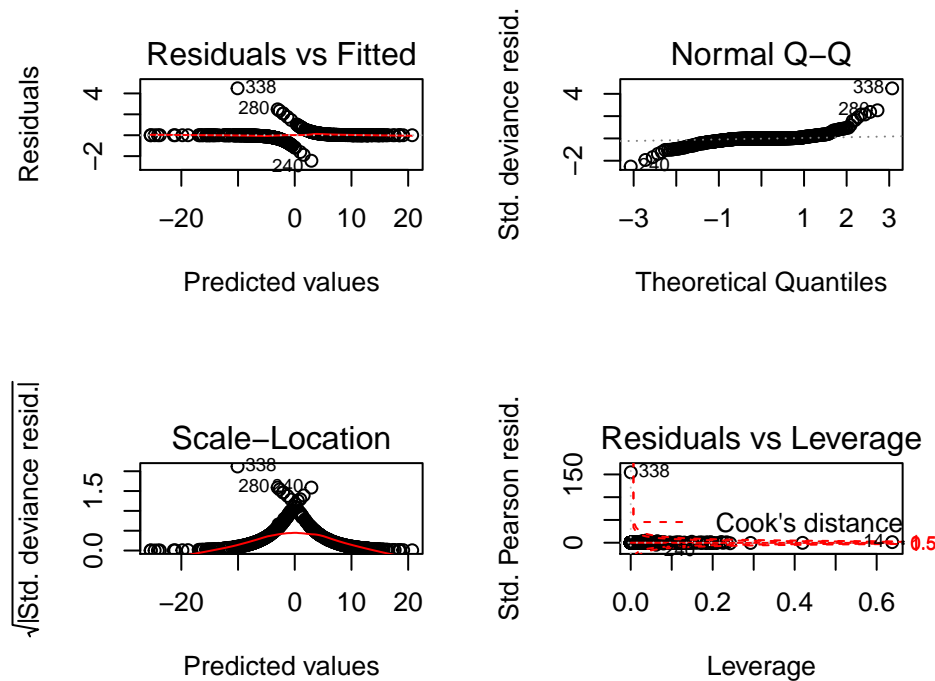 Residuals vs Fitted
Residuals
4
-2
338
280
240
-20
0
10
20
Predicted values
Normal Q-Q
Std. deviance resid.
4
-2
338
280
240
-3
-1
1
2
3
Theoretical Quantiles
Scale-Location
√|Std. deviance resid.|
1.5
0.0
338
280
240
-20
0
10
20
Predicted values
Residuals vs Leverage
Std. Pearson resid.
150
0
338
Cook's distance
14
240
0.0
0.2
0.4
0.6
Leverage